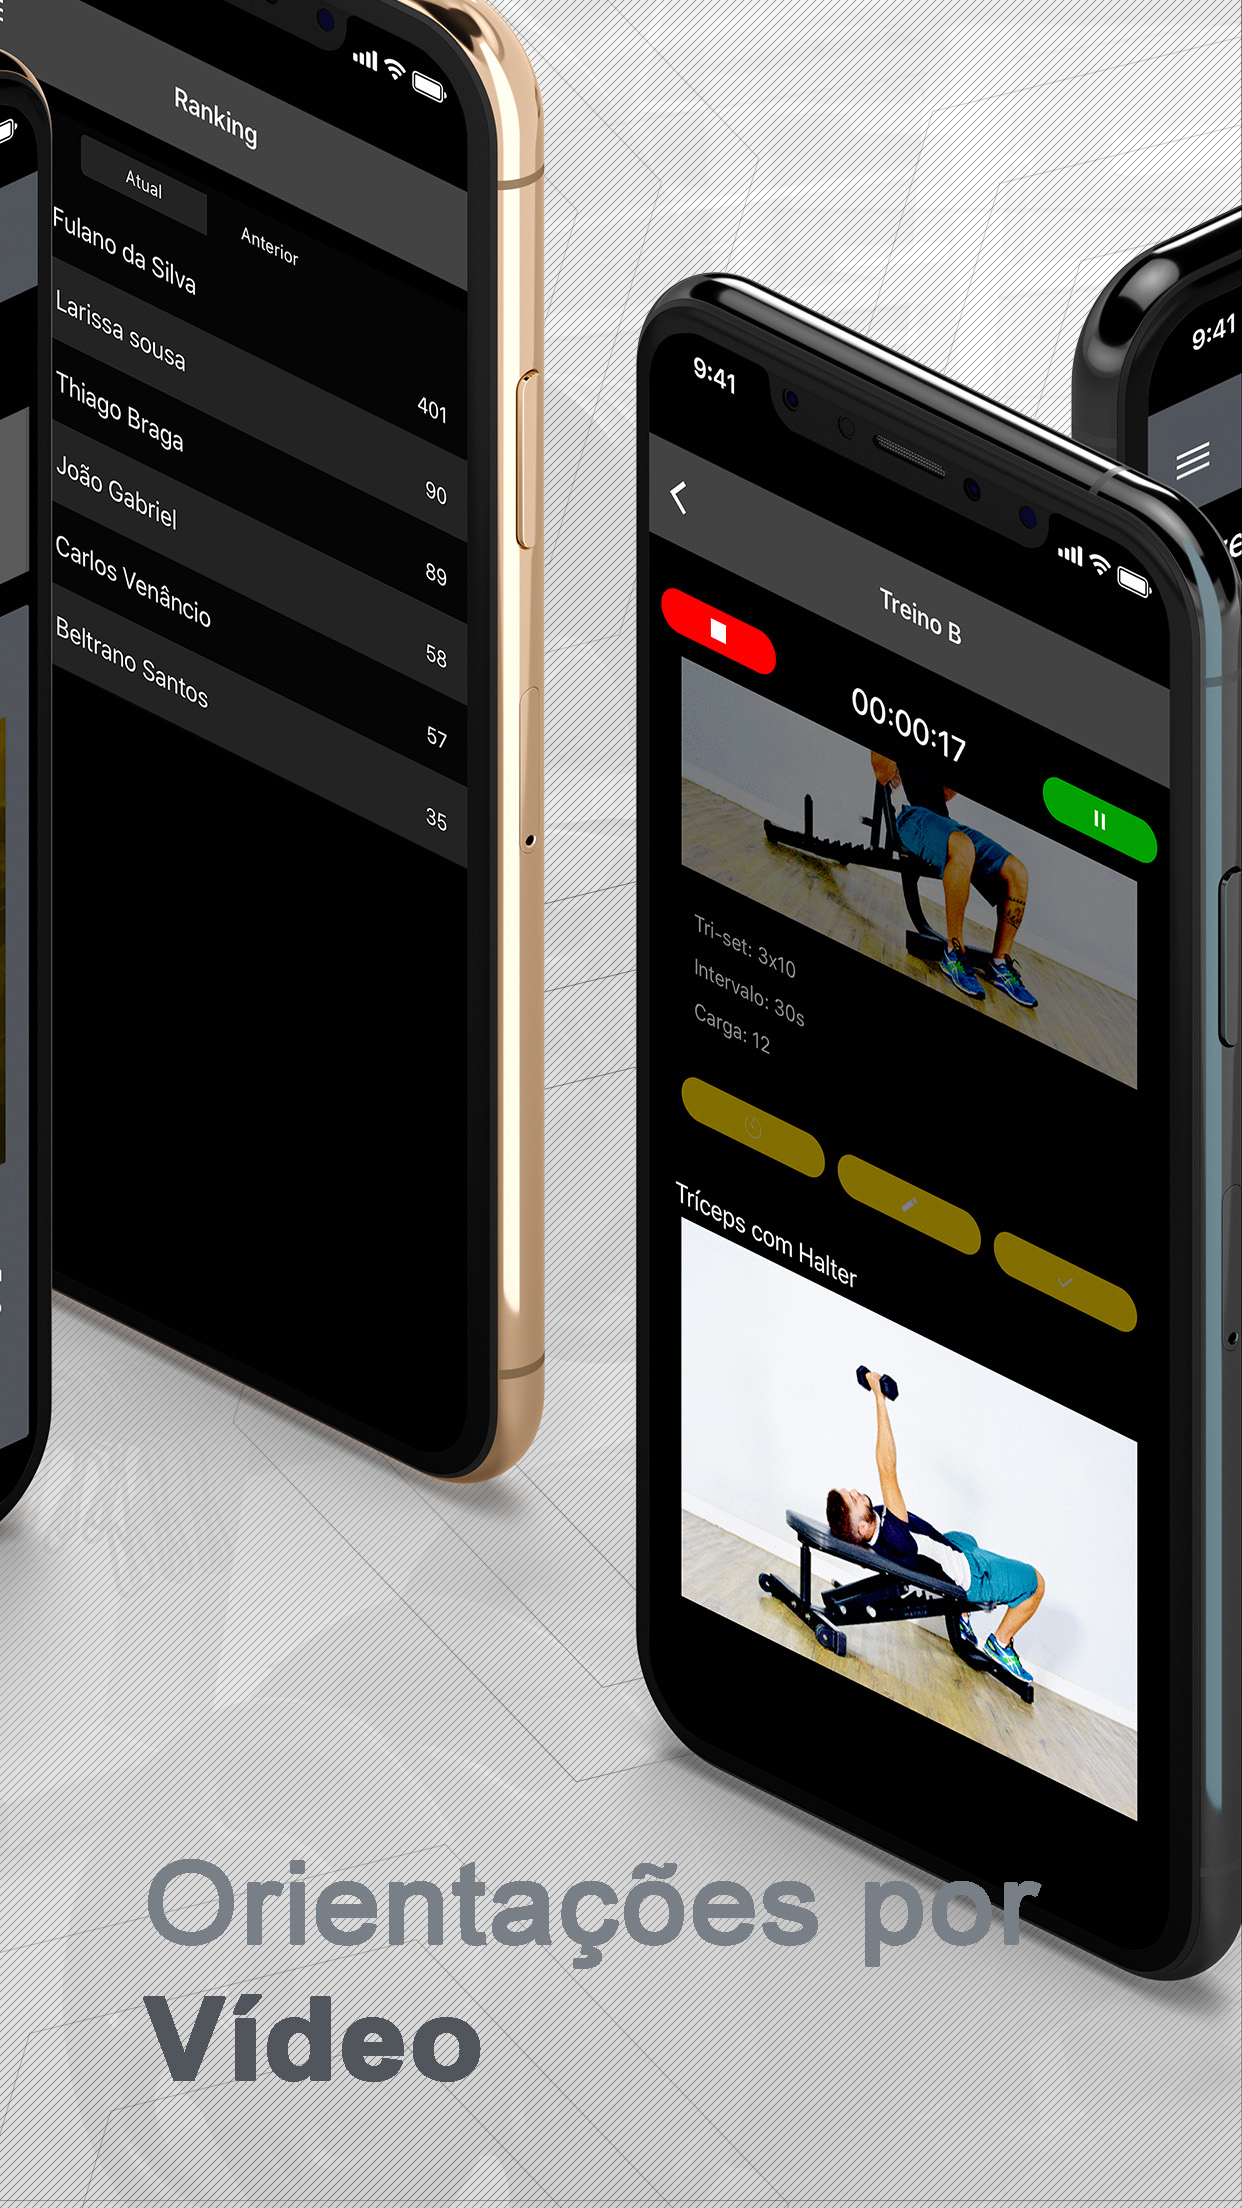 Ranking
Atual
Anterior
Fulano da Silva
401
Larissa sousa
90
Thiago Braga
89
João Gabriel
58
Carlos Venâncio
57
Beltrano Santos
35
9:41
Treino B
00:00:17
Tri-set: 3x10
Intervalo: 30s
Carga: 12
Tríceps com Halter
9:41
Orientações por
Vídeo